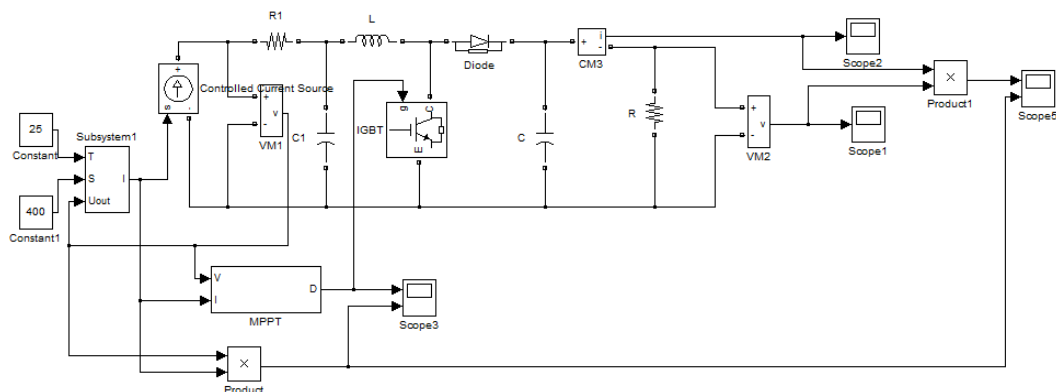 R1
L
Diode
CM3
+
-
i
Scope2
×
Product1
Scope5
+
-
s
Controlled Current Source
+
-
v
VM1
C1
g
C
E
IGBT
C
R
+
-
v
VM2
Scope1
25
Constant
400
Constant1
Subsystem1
T
S
Uout
I
V
I
D
MPPT
Scope3
×
Product